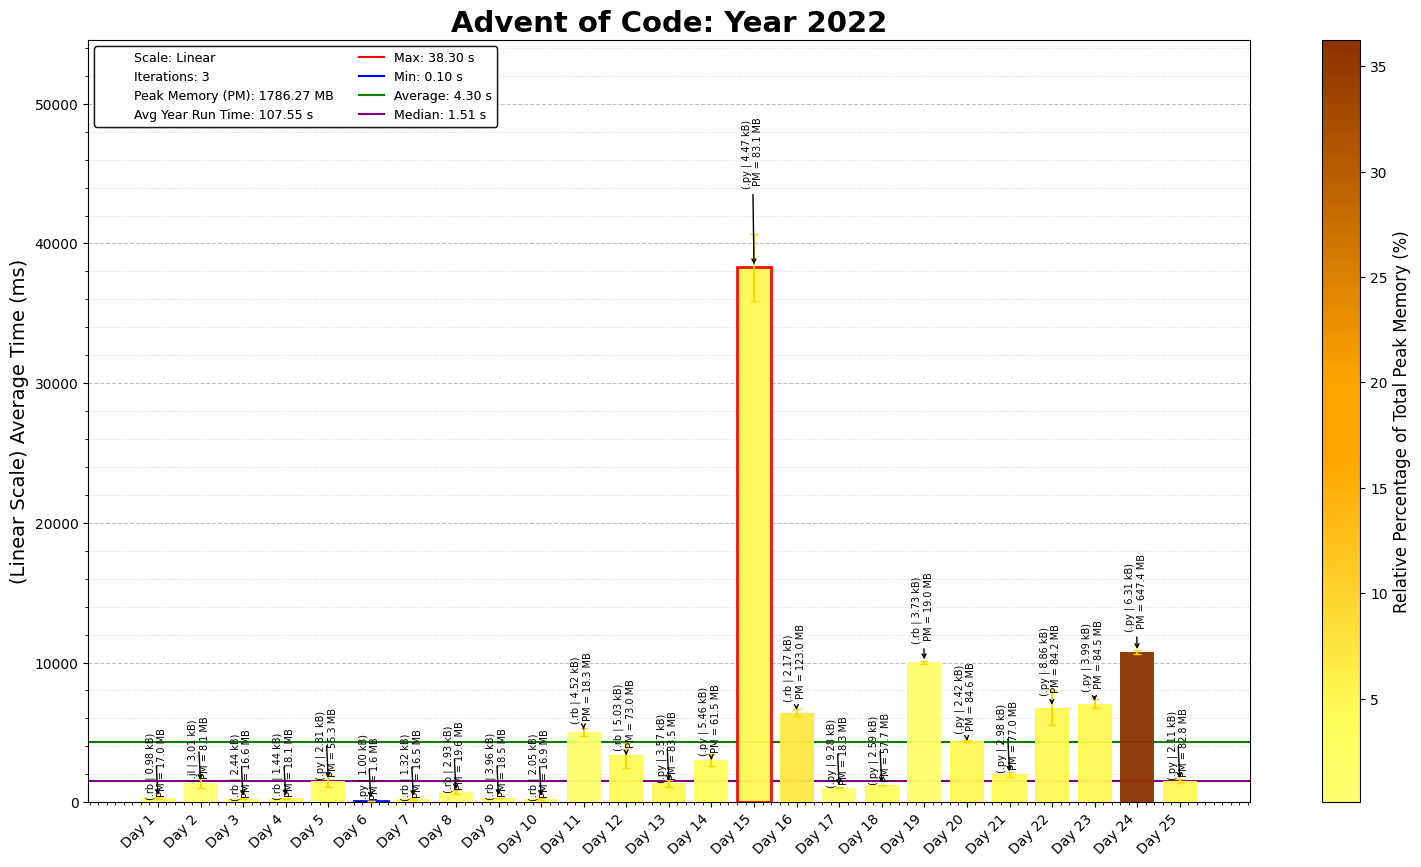 Advent of Code: Year 2022
Scale: Linear
Iterations: 3
Peak Memory (PM): 1786.27 MB
Avg Year Run Time: 107.55 s
Max: 38.30 s
Min: 0.10 s
Average: 4.30 s
Median: 1.51 s
(Linear Scale) Average Time (ms)
50000
40000
30000
20000
10000
0
(.rb | 0.98 kB)
PM = 17.0 MB
(.jl | 3.01 kB)
PM = 8.1 MB
(.rb | 2.44 kB)
PM = 16.6 MB
(.rb | 1.44 kB)
PM = 18.1 MB
(.py | 2.81 kB)
PM = 55.3 MB
(.py | 1.00 kB)
PM = 1.6 MB
(.rb | 1.32 kB)
PM = 16.5 MB
(.rb | 2.93 kB)
PM = 19.6 MB
(.rb | 3.96 kB)
PM = 18.5 MB
(.rb | 2.05 kB)
PM = 16.9 MB
(.rb | 4.52 kB)
PM = 18.3 MB
(.rb | 5.03 kB)
PM = 73.0 MB
(.py | 3.57 kB)
PM = 83.5 MB
(.py | 5.46 kB)
PM = 61.5 MB
(.py | 4.47 kB)
PM = 83.1 MB
(.rb | 2.17 kB)
PM = 123.0 MB
(.py | 9.28 kB)
PM = 18.3 MB
(.py | 2.59 kB)
PM = 57.7 MB
(.rb | 3.73 kB)
PM = 19.0 MB
(.py | 2.42 kB)
PM = 84.6 MB
(.py | 2.98 kB)
PM = 77.0 MB
(.py | 8.86 kB)
PM = 84.2 MB
(.py | 3.99 kB)
PM = 84.5 MB
(.py | 6.31 kB)
PM = 647.4 MB
(.py | 2.11 kB)
PM = 82.8 MB
Day 1
Day 2
Day 3
Day 4
Day 5
Day 6
Day 7
Day 8
Day 9
Day 10
Day 11
Day 12
Day 13
Day 14
Day 15
Day 16
Day 17
Day 18
Day 19
Day 20
Day 21
Day 22
Day 23
Day 24
Day 25
35
30
25
20
15
10
5
Relative Percentage of Total Peak Memory (%)